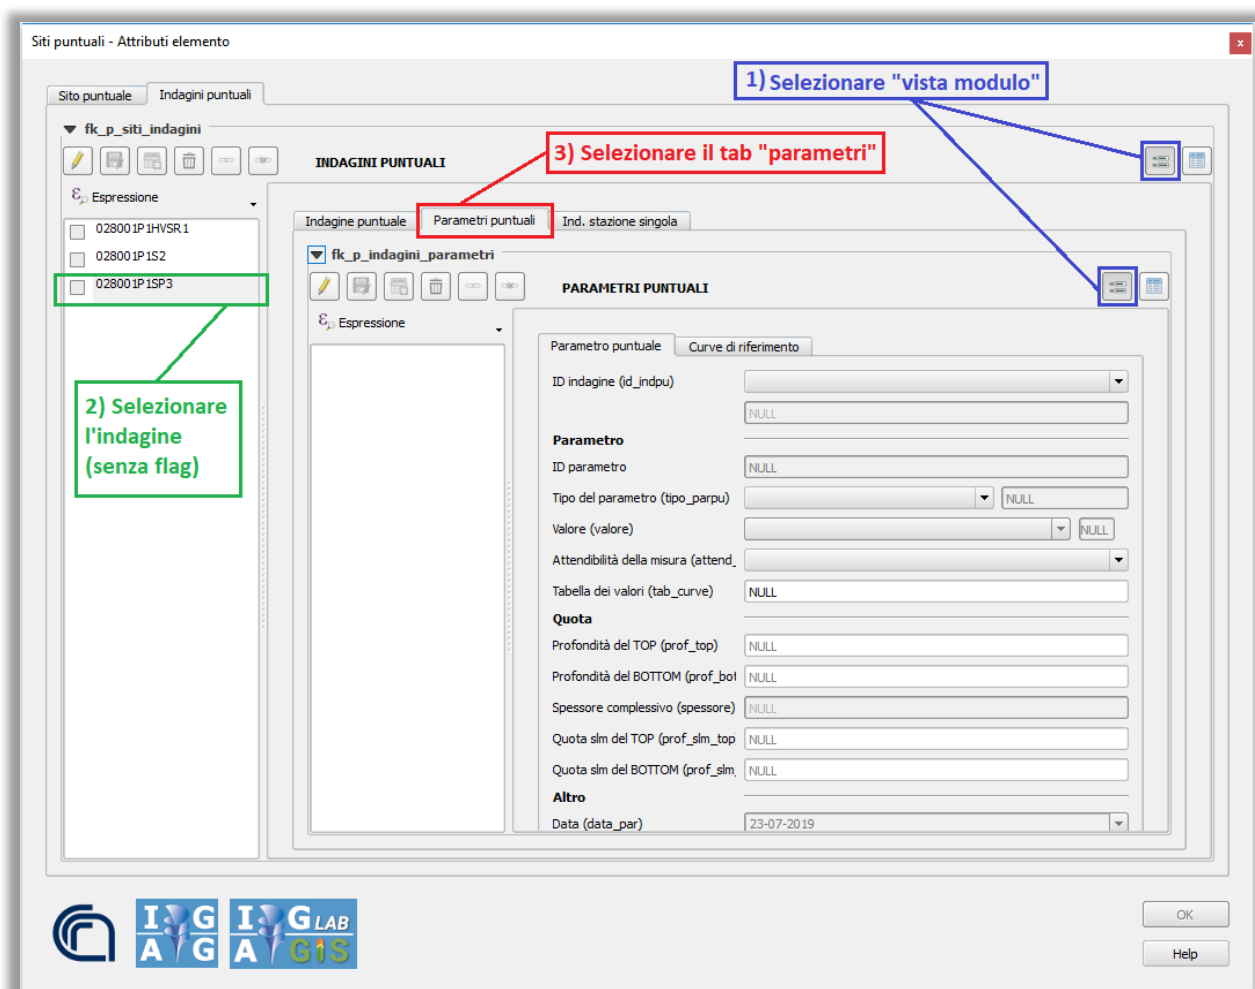 Siti puntuali - Attributi elemento
x
1) Selezionare "vista modulo"
Sito puntuale
Indagini puntuali
fk_p_siti_indagini
INDAGINI PUNTUALI
3) Selezionare il tab "parametri"
Espressione
028001P1HVSR1
028001P1S2
028001P1SP3
2) Selezionare
l'indagine
(senza flag)
Indagine puntuale
Parametri puntuali
Ind. stazione singola
fk_p_indagini_parametri
PARAMETRI PUNTUALI
Espressione
Parametro puntuale
Curve di riferimento
ID indagine (id_indpu)
NULL
Parametro
ID parametro
NULL
Tipo del parametro (tipo_parpu)
NULL
Valore (valore)
NULL
Attendibilità della misura (attend_
Tabella dei valori (tab_curve)
NULL
Quota
Profondità del TOP (prof_top)
NULL
Profondità del BOTTOM (prof_bot
NULL
Spessore complessivo (spessore)
NULL
Quota slm del TOP (prof_slm_top
NULL
Quota slm del BOTTOM (prof_slm_
NULL
Altro
Data (data_par)
23-07-2019
I G
A G
I G LAB
A GIS
OK
Help